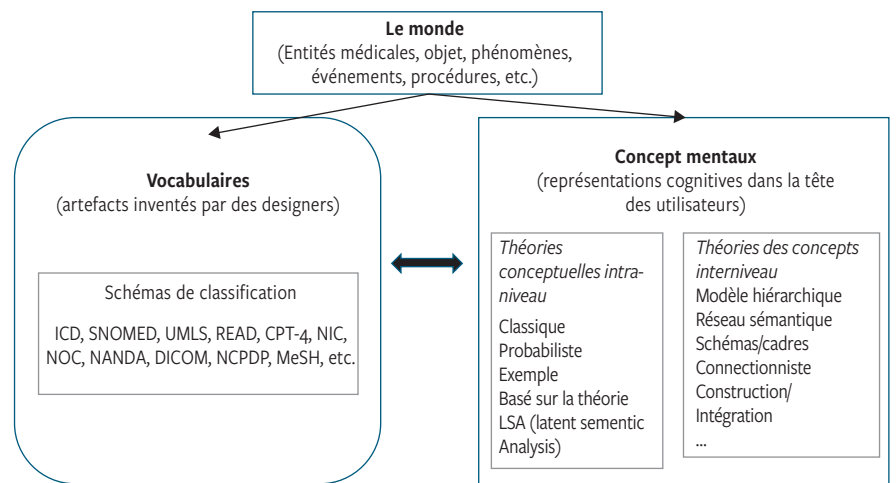 Le monde
(Entités médicales, objet, phénomènes,
événements, procédures, etc.)
Vocabulaires
(artefacts inventés par des designers)
Schémas de classification
ICD, SNOMED, UMLS, READ, CPT-4, NIC,
NOC, NANDA, DICOM, NCPDP, MeSH, etc.
Concept mentaux
(représentations cognitives dans la tête
des utilisateurs)
Théories
conceptuelles intra-
niveau
Classique
Probabiliste
Exemple
Basé sur la théorie
LSA (latent sementic
Analysis)
Théories des concepts
interniveau
Modèle hiérarchique
Réseau sémantique
Schémas/cadres
Connectionniste
Construction/
Intégration
...